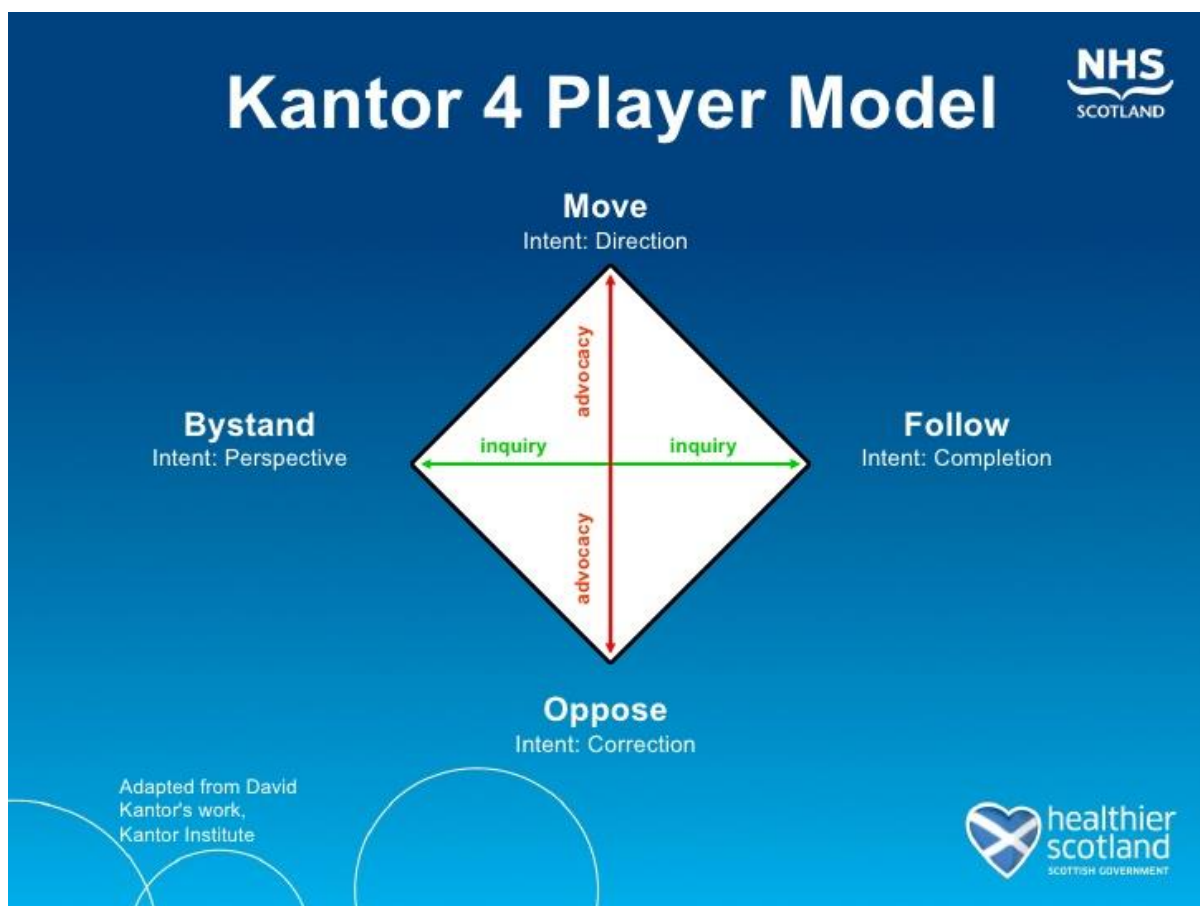 Kantor 4 Player Model
NHS
SCOTLAND
Move
Intent: Direction
advocacy
Bystand
Intent: Perspective
inquiry
inquiry
Follow
Intent: Completion
advocacy
Oppose
Intent: Correction
Adapted from David
Kantor's work,
Kantor Institute
healthier
scotland
SCOTTISH GOVERNMENT